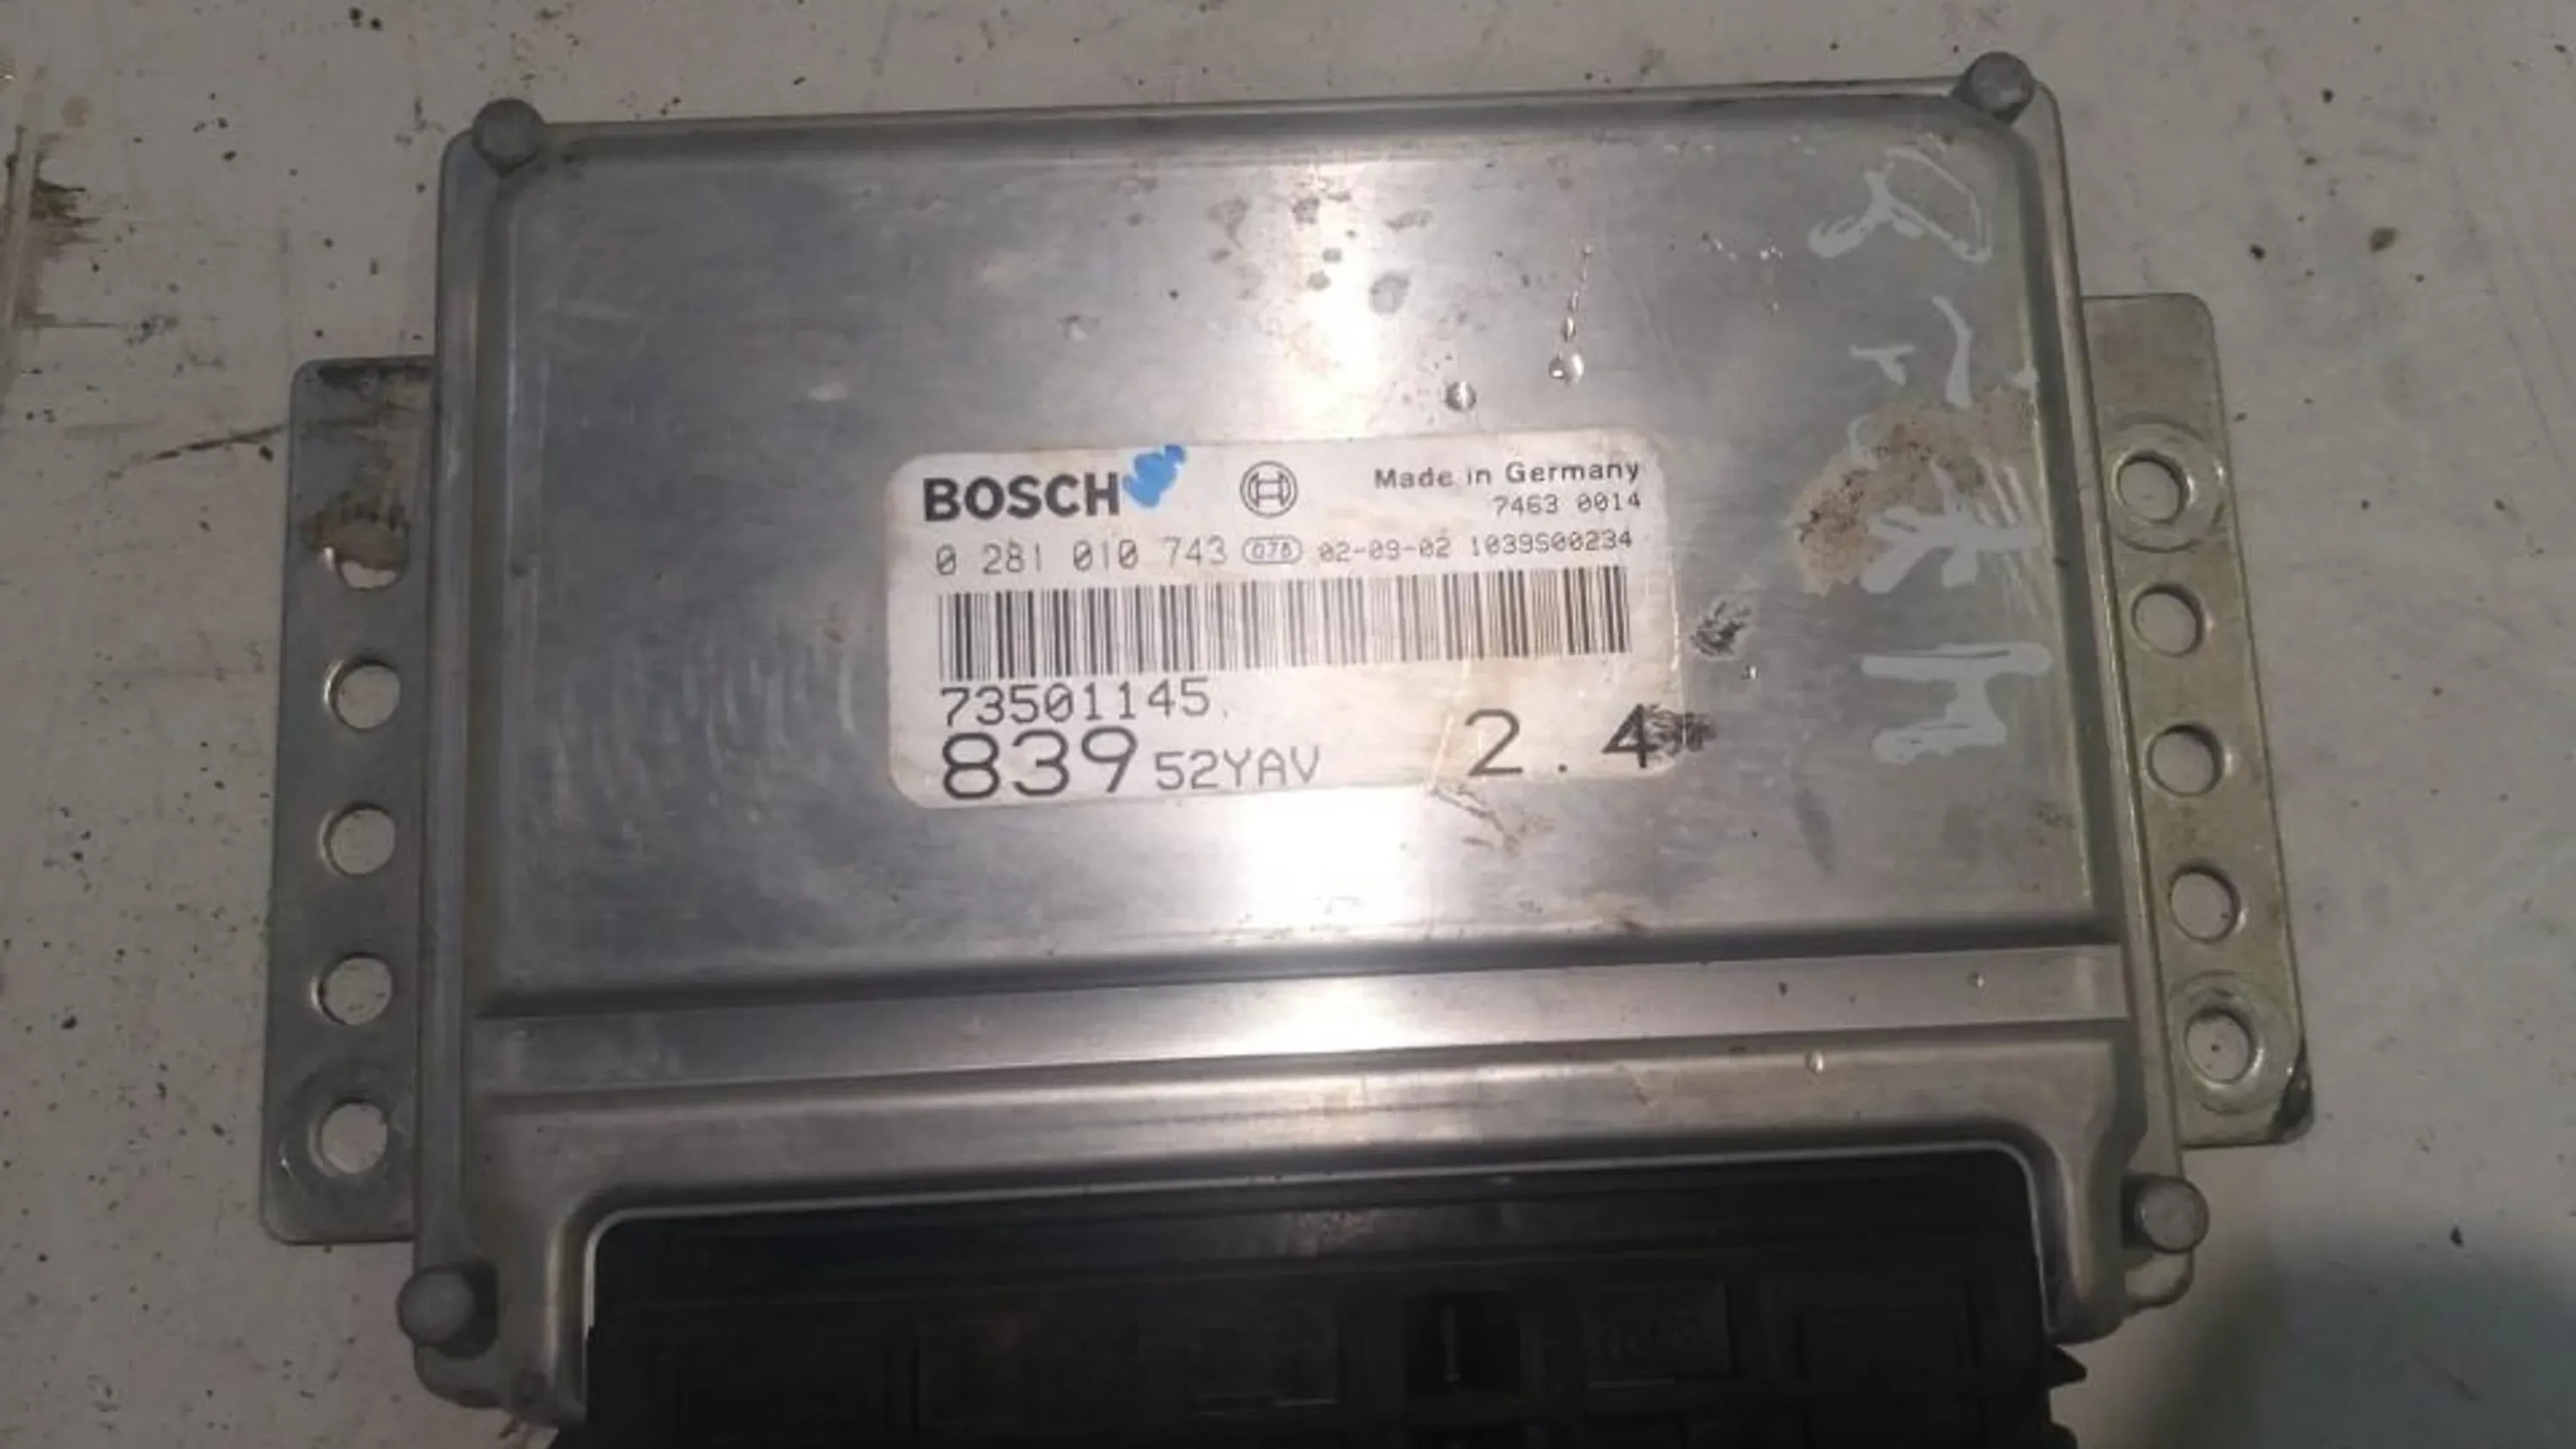 BOSCH Made in Germany
7463 0014
0 281 010 743 02-09-02 1039S00234
73501145
839 52YAV 2.4